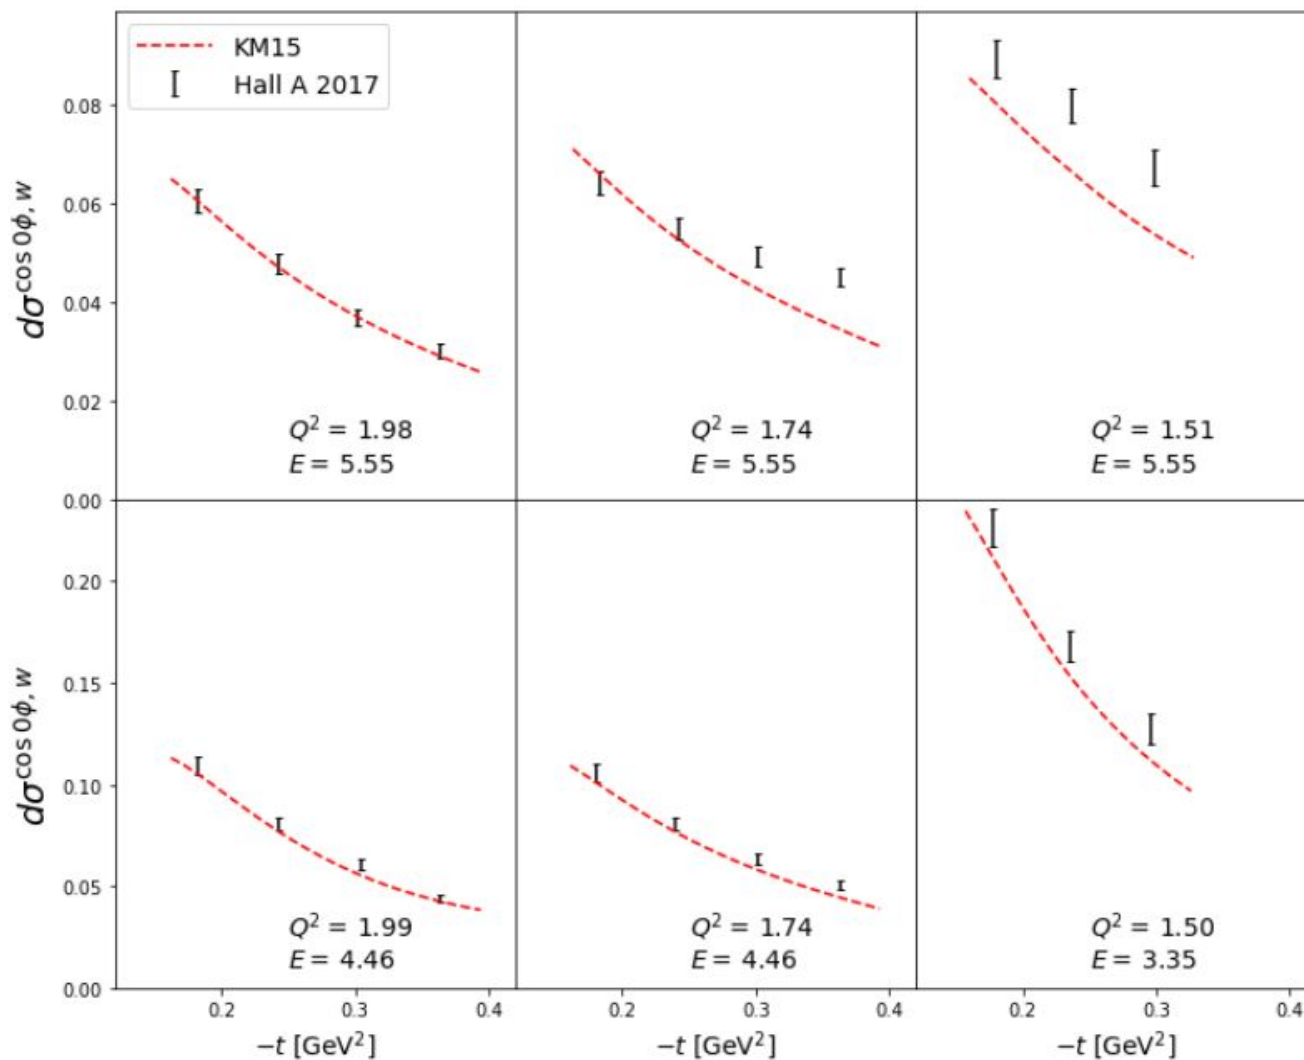 KM15
Hall A 2017
0.08
0.06
0.04
0.02
0.00
dσ^{cos 0ϕ, w}
Q² = 1.98
E = 5.55
Q² = 1.74
E = 5.55
Q² = 1.51
E = 5.55
0.20
0.15
0.10
0.05
0.00
dσ^{cos 0ϕ, w}
Q² = 1.99
E = 4.46
Q² = 1.74
E = 4.46
Q² = 1.50
E = 3.35
0.2 0.3 0.4
0.2 0.3 0.4
0.2 0.3 0.4
−t [GeV²]
−t [GeV²]
−t [GeV²]